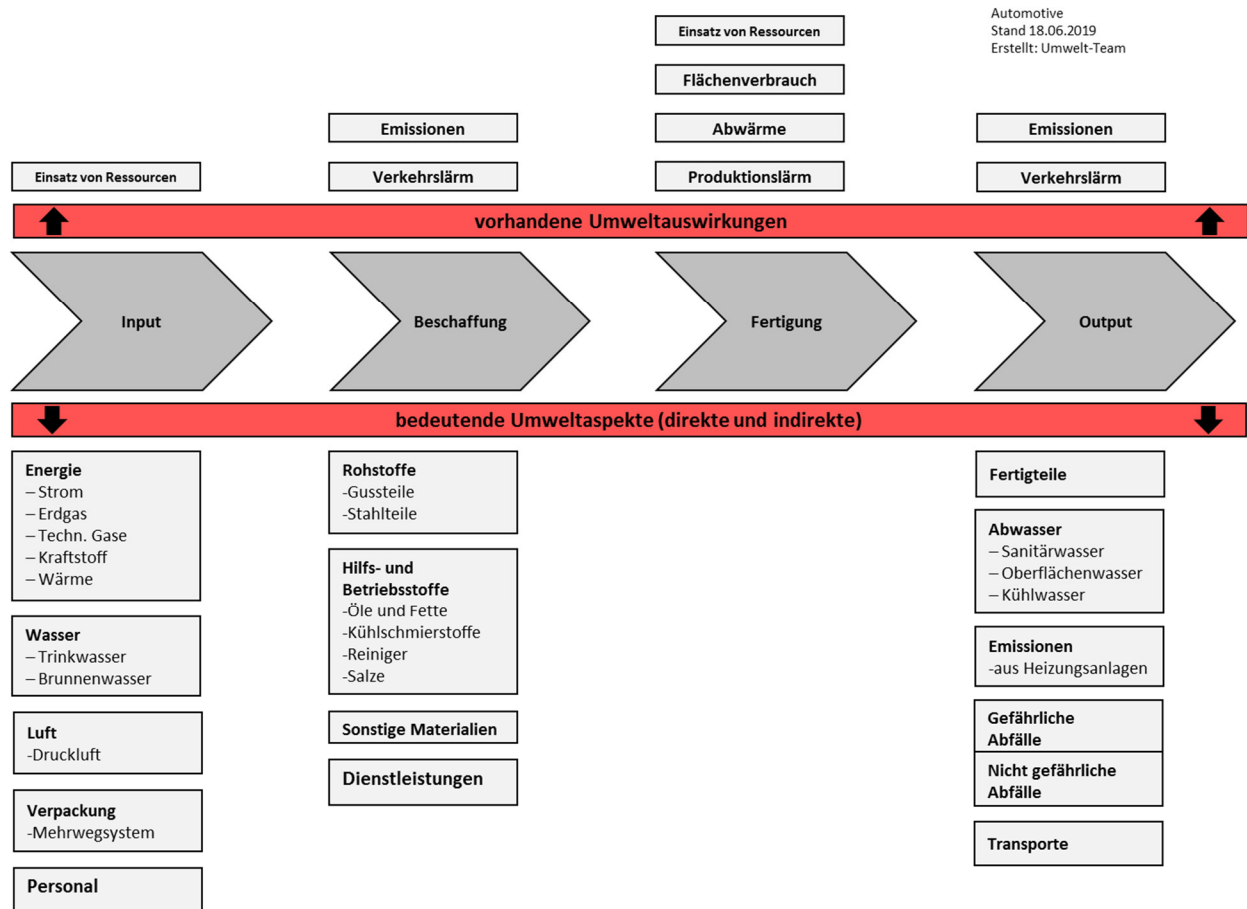 Automotive
Stand 18.06.2019
Erstellt: Umwelt-Team
Einsatz von Ressourcen
Flächenverbrauch
Emissionen
Abwärme
Emissionen
Einsatz von Ressourcen
Verkehrslärm
Produktionslärm
Verkehrslärm
vorhandene Umweltauswirkungen
Input
Beschaffung
Fertigung
Output
bedeutende Umweltaspekte (direkte und indirekte)
Energie
– Strom
– Erdgas
– Techn. Gase
– Kraftstoff
– Wärme
Wasser
– Trinkwasser
– Brunnenwasser
Luft
-Druckluft
Verpackung
-Mehrwegsystem
Personal
Rohstoffe
-Gussteile
-Stahlteile
Hilfs- und
Betriebsstoffe
-Öle und Fette
-Kühlschmierstoffe
-Reiniger
-Salze
Sonstige Materialien
Dienstleistungen
Fertigteile
Abwasser
– Sanitärwasser
– Oberflächenwasser
– Kühlwasser
Emissionen
-aus Heizungsanlagen
Gefährliche
Abfälle
Nicht gefährliche
Abfälle
Transporte